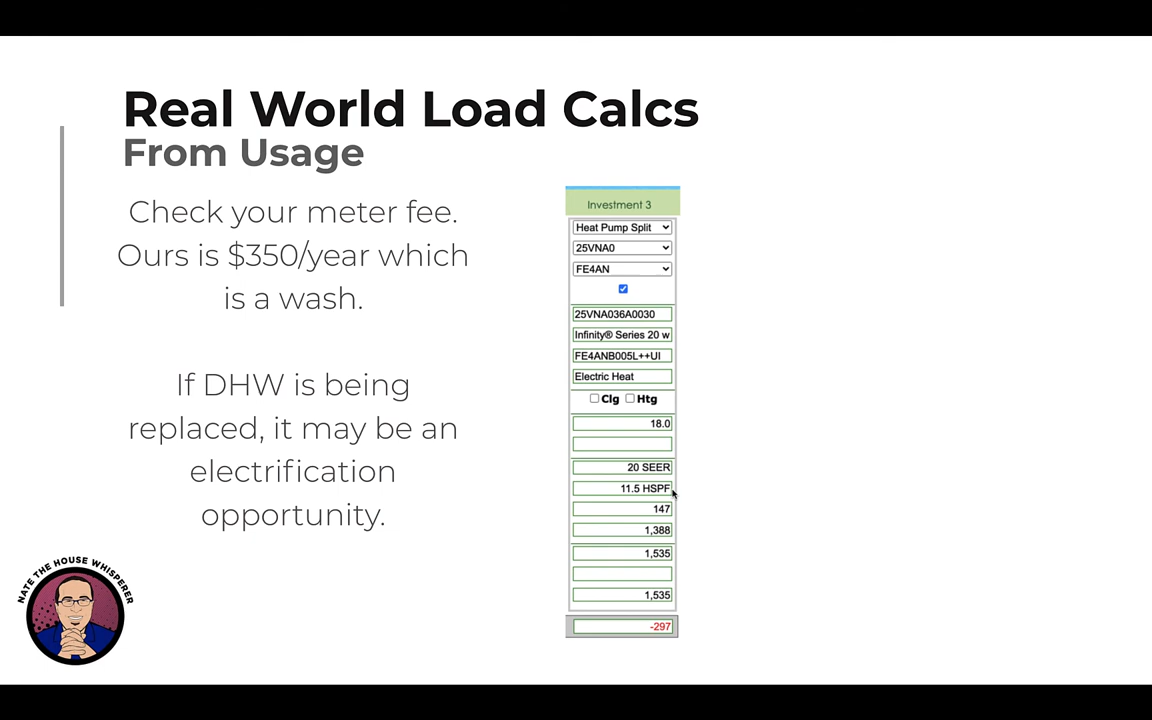 Real World Load Calcs
From Usage
Check your meter fee.
Ours is $350/year which
is a wash.
If DHW is being
replaced, it may be an
electrification
opportunity.
Investment 3
Heat Pump Split
25VNA0
FE4AN
25VNA036A0030
Infinity® Series 20 w
FE4ANB005L++UI
Electric Heat
Clg Htg
18.0
20 SEER
11.5 HSPF
147
1,388
1,535
1,535
-297
NATE THE HOUSE WHISPERER